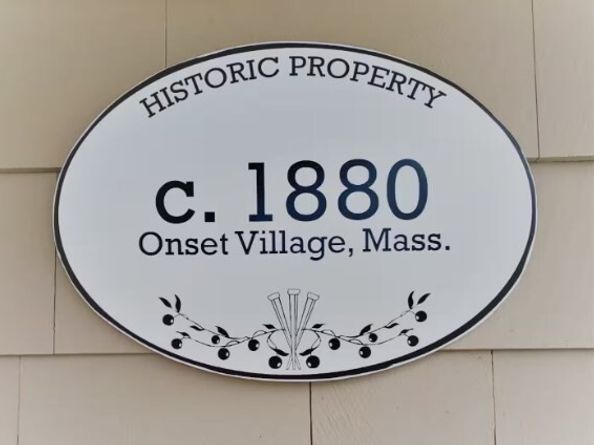 HISTORIC PROPERTY
c. 1880
Onset Village, Mass.